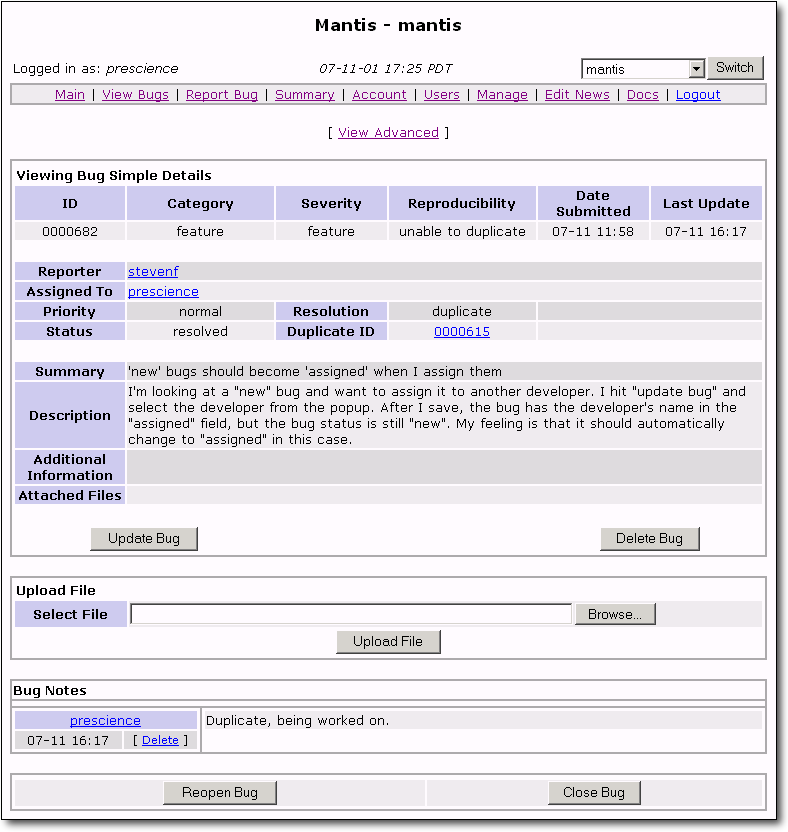 Mantis - mantis
Logged in as: prescience 07-11-01 17:25 PDT mantis Switch
Main | View Bugs | Report Bug | Summary | Account | Users | Manage | Edit News | Docs | Logout
[ View Advanced ]
Viewing Bug Simple Details
ID Category Severity Reproducibility Date Submitted Last Update
0000682 feature feature unable to duplicate 07-11 11:58 07-11 16:17
Reporter stevenf
Assigned To prescience
Priority normal Resolution duplicate
Status resolved Duplicate ID 0000615
Summary 'new' bugs should become 'assigned' when I assign them
Description
I'm looking at a "new" bug and want to assign it to another developer. I hit "update bug" and
select the developer from the popup. After I save, the bug has the developer's name in the
"assigned" field, but the bug status is still "new". My feeling is that it should automatically
change to "assigned" in this case.
Additional
Information
Attached Files
Update Bug Delete Bug
Upload File
Select File Browse...
Upload File
Bug Notes
prescience Duplicate, being worked on.
07-11 16:17 [ Delete ]
Reopen Bug Close Bug